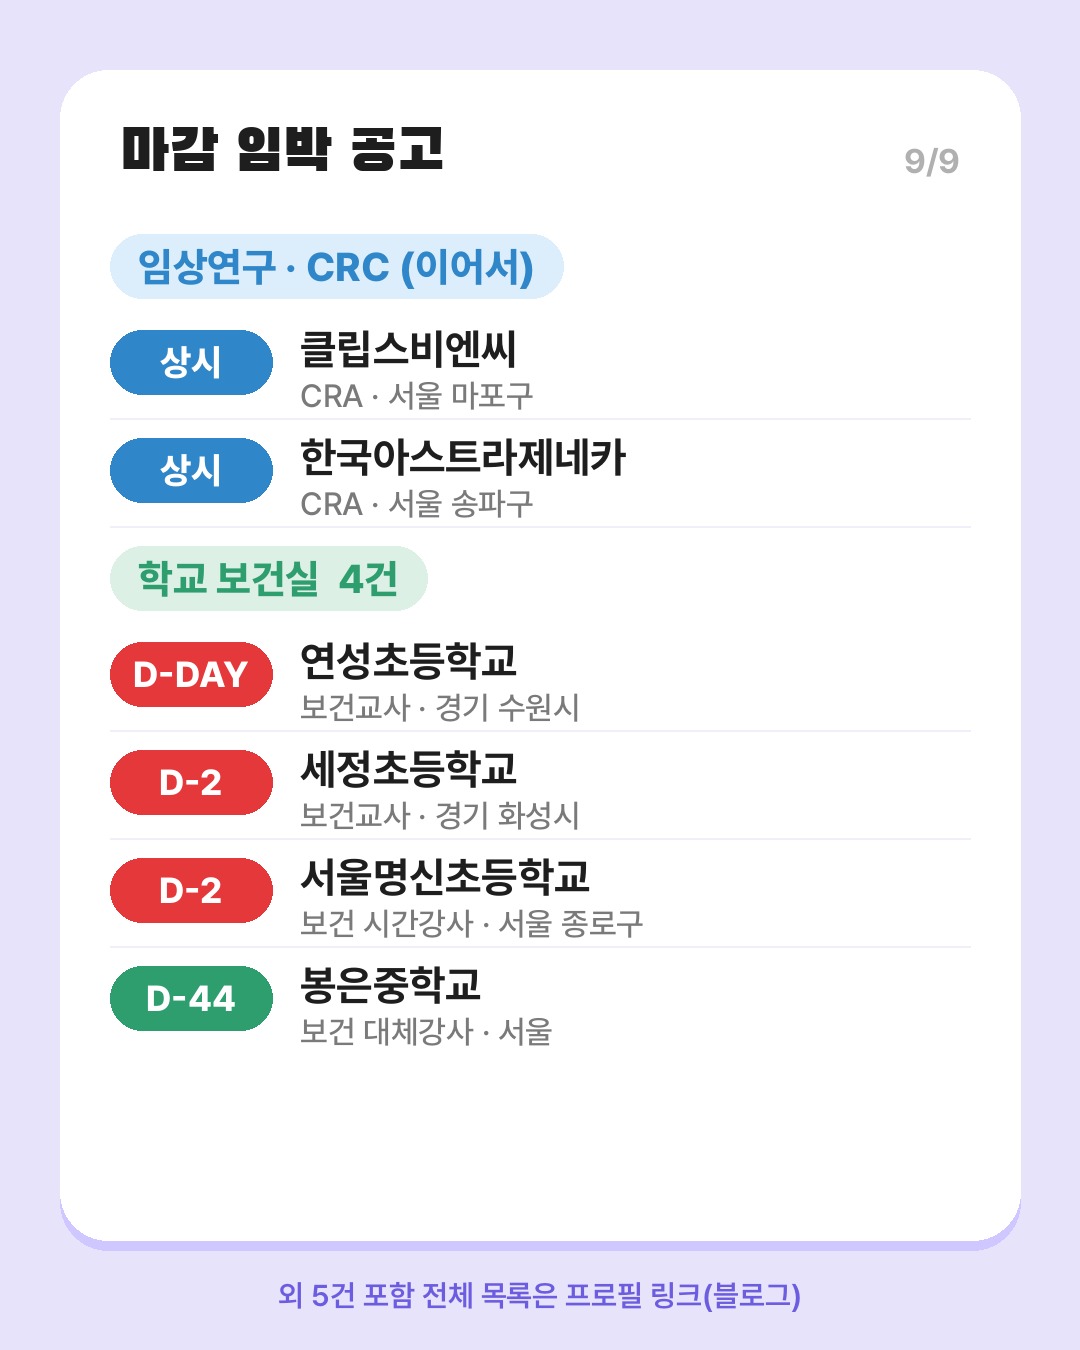 마감 임박 공고
9/9
임상연구 · CRC (이어서)
상시
클립스비엔씨
CRA · 서울 마포구
상시
한국아스트라제네카
CRA · 서울 송파구
학교 보건실 4건
D-DAY
연성초등학교
보건교사 · 경기 수원시
D-2
세정초등학교
보건교사 · 경기 화성시
D-2
서울명신초등학교
보건 시간강사 · 서울 종로구
D-44
봉은중학교
보건 대체강사 · 서울
외 5건 포함 전체 목록은 프로필 링크(블로그)